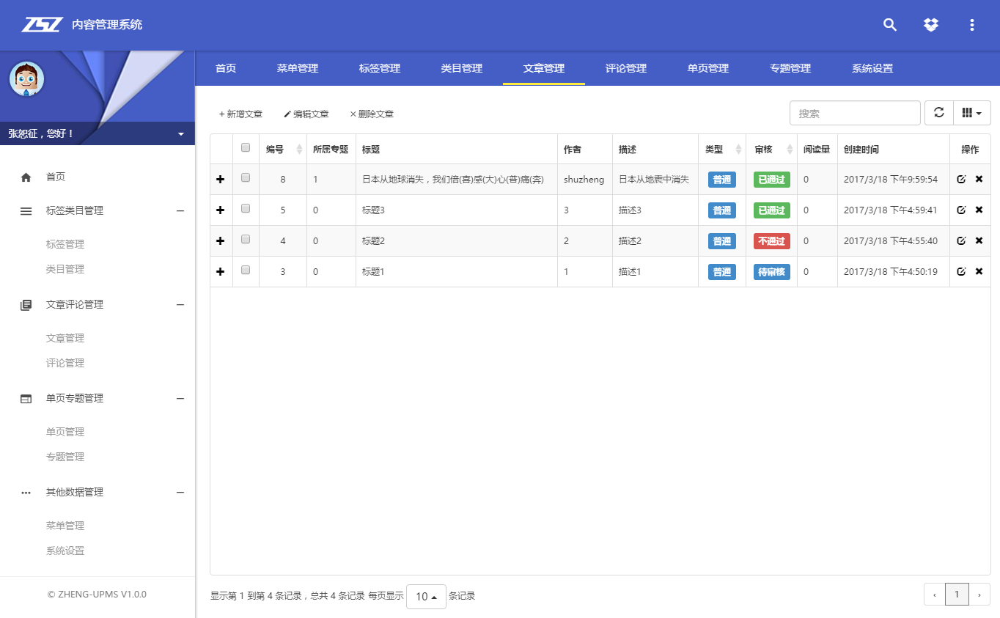 ZSZ 内容管理系统
首页 菜单管理 标签管理 类目管理 文章管理 评论管理 单页管理 专题管理 系统设置
张恕征，您好！
首页
标签类目管理
标签管理
类目管理
文章评论管理
文章管理
评论管理
单页专题管理
单页管理
专题管理
其他数据管理
菜单管理
系统设置
© ZHENG-UPMS V1.0.0
+ 新增文章 编辑文章 × 删除文章 搜索
编号 所属专题 标题 作者 描述 类型 审核 阅读量 创建时间 操作
8 1 日本从地球消失，我们倍(喜)感(大)心(普)痛(奔) shuzheng 日本从地震中消失 普通 已通过 0 2017/3/18 下午9:59:54
5 0 标题3 3 描述3 普通 已通过 0 2017/3/18 下午4:59:41
4 0 标题2 2 描述2 普通 不通过 0 2017/3/18 下午4:55:40
3 0 标题1 1 描述1 普通 待审核 0 2017/3/18 下午4:50:19
显示第 1 到第 4 条记录，总共 4 条记录 每页显示 10 条记录 ‹ 1 ›